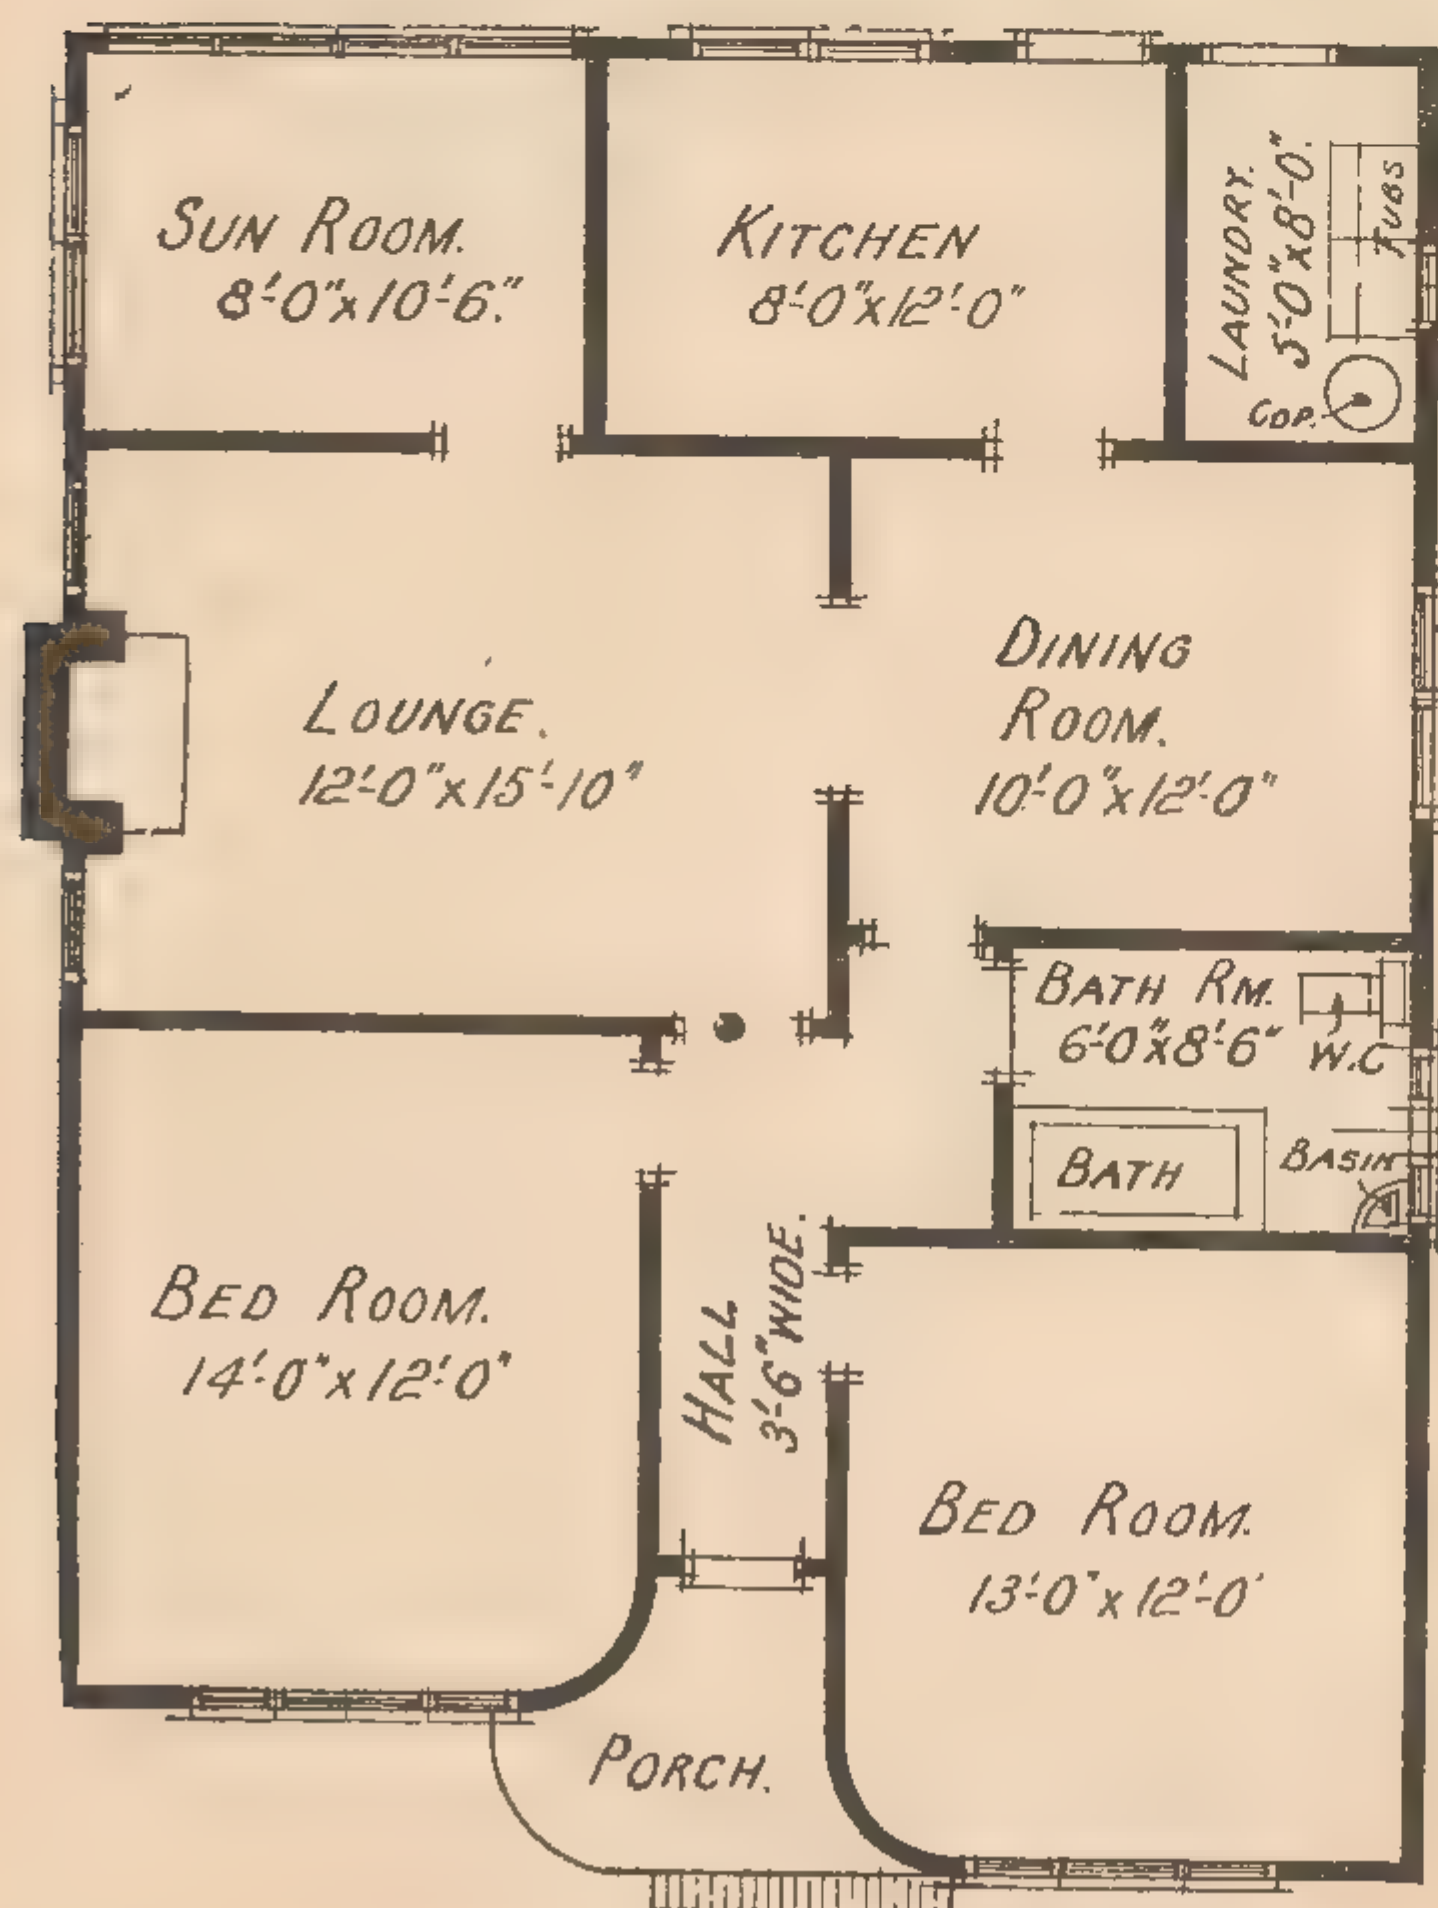 SUN ROOM.
8'-0"x10'-6."
KITCHEN
8'-0"x12'-0"
LAUNDRY.
5'-0"x8'-0".
TUBS
COP.
LOUNGE.
12'-0"x15'-10"
DINING
ROOM.
10'-0"x12'-0"
BATH RM.
6'-0"x8'-6"
W.C
BATH
BASIN
BED ROOM.
14'-0"x12'-0"
HALL
3'-6" WIDE.
BED ROOM.
13'-0"x12'-0'
PORCH.